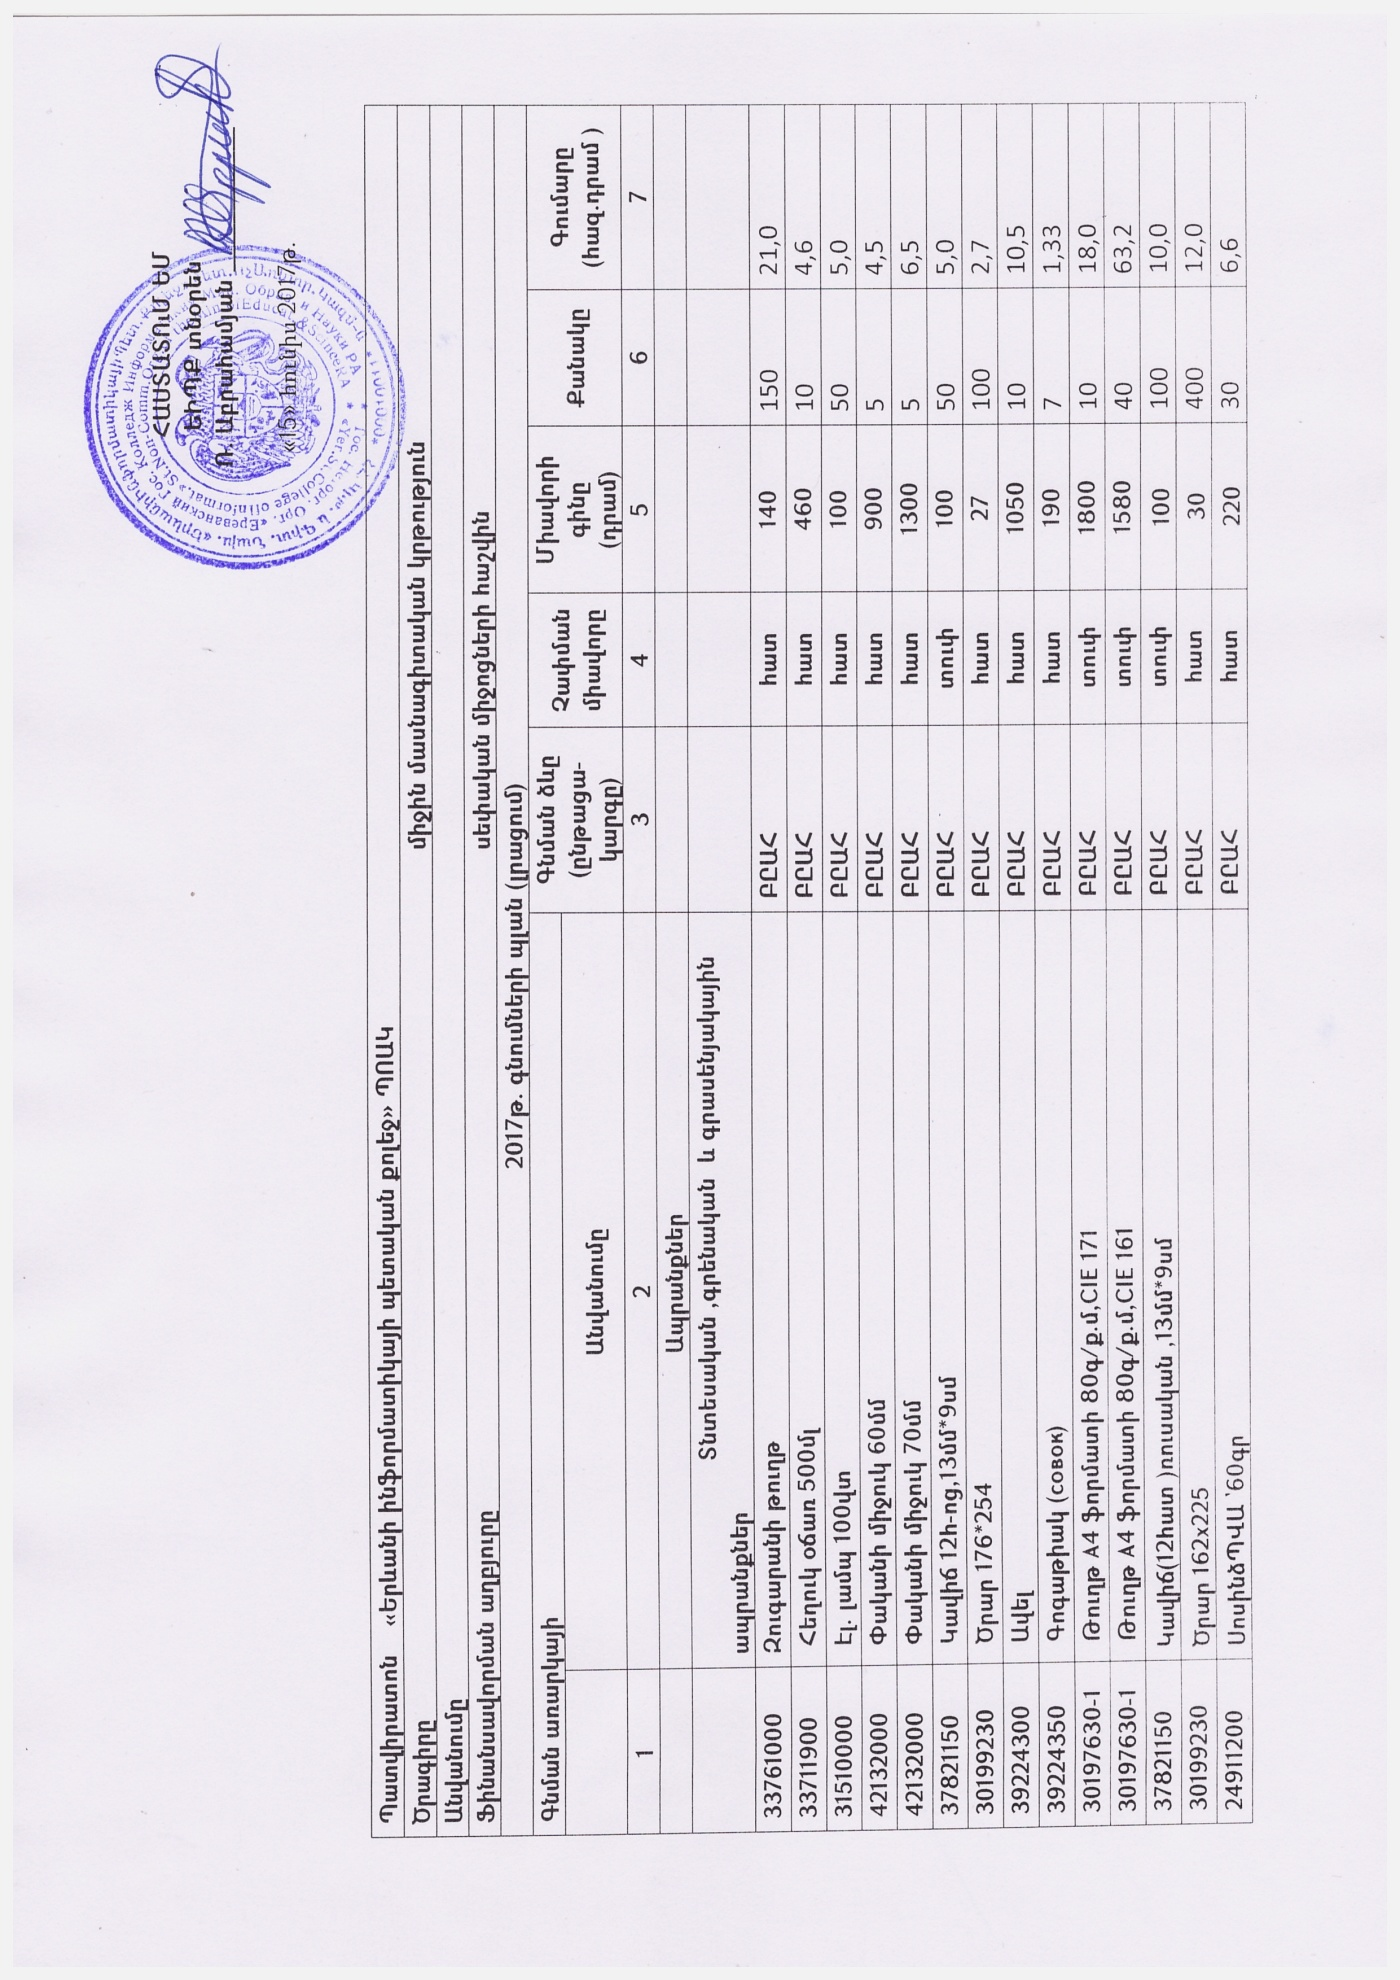 ՀԱՍՏԱՏՈՒՄ ԵՄ
ԵԻՊՔ տնօրեն
Ռ. Աբրահամյան
«15» հունիս 2017թ.
Պատվիրատուն «Երևանի ինֆորմատիկայի պետական քոլեջ» ՊՈԱԿ
Ծրագիրը միջին մասնագիտական կրթություն
Անվանումը
Ֆինանսավորման աղբյուրը սեփական միջոցների հաշվին
2017թ. գնումների պլան (լրացում)
Գնման առարկայի
Անվանումը
Գնման ձևը (ընթացա-կարգը)
Չափման միավորը
Միավորի գինը (դրամ)
Քանակը
Գումարը (հազ.դրամ )
1 2 3 4 5 6 7
Ապրանքներ
Տնտեսական ,գրենական և գրասենյակային
ապրանքներ
33761000 Զուգարանի թուղթ ԲԸԱՀ հատ 140 150 21,0
33711900 Հեղուկ օճառ 500մլ ԲԸԱՀ հատ 460 10 4,6
31510000 Էլ. լամպ 100վտ ԲԸԱՀ հատ 100 50 5,0
42132000 Փականի միջուկ 60մմ ԲԸԱՀ հատ 900 5 4,5
42132000 Փականի միջուկ 70մմ ԲԸԱՀ հատ 1300 5 6,5
37821150 Կավիճ 12h-ոց,13մմ*9սմ ԲԸԱՀ տուփ 100 50 5,0
30199230 Ծրար 176*254 ԲԸԱՀ հատ 27 100 2,7
39224300 Ավել ԲԸԱՀ հատ 1050 10 10,5
39224350 Գոգաթիակ (совок) ԲԸԱՀ հատ 190 7 1,33
30197630-1 Թուղթ A4 ֆորմատի 80գ/ք.մ,CIE 171 ԲԸԱՀ տուփ 1800 10 18,0
30197630-1 Թուղթ A4 ֆորմատի 80գ/ք.մ,CIE 161 ԲԸԱՀ տուփ 1580 40 63,2
37821150 Կավիճ(12հատ )ռուսական ,13մմ*9սմ ԲԸԱՀ տուփ 100 100 10,0
30199230 Ծրար 162x225 ԲԸԱՀ հատ 30 400 12,0
24911200 ՍոսինձՊՎԱ ՝60գր ԲԸԱՀ հատ 220 30 6,6